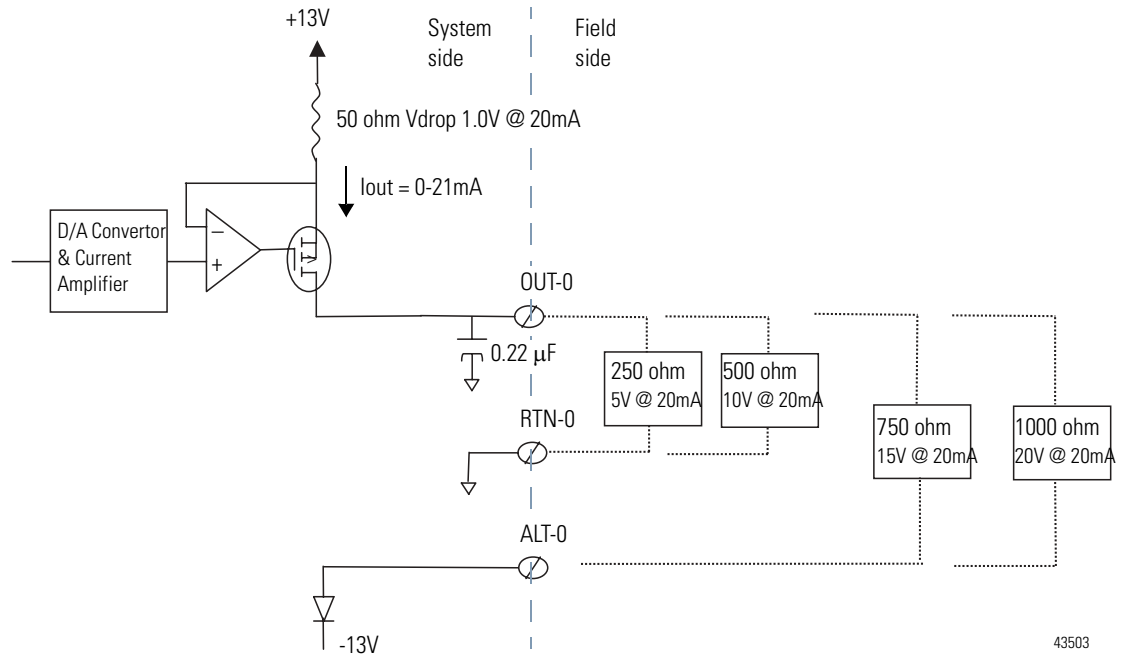 +13V
System
side
Field
side
50 ohm Vdrop 1.0V @ 20mA
Iout = 0-21mA
D/A Convertor
& Current
Amplifier
−
+
OUT-0
0.22 μF
250 ohm
5V @ 20mA
500 ohm
10V @ 20mA
RTN-0
750 ohm
15V @ 20mA
1000 ohm
20V @ 20mA
ALT-0
-13V
43503